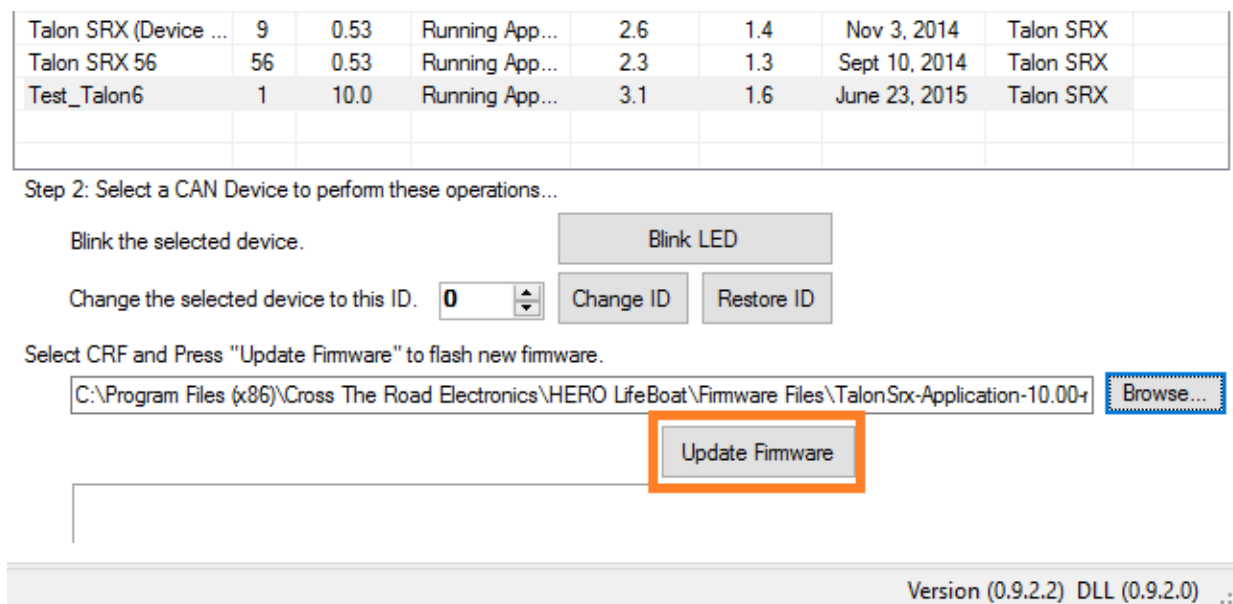 Talon SRX (Device ... 9 0.53 Running App... 2.6 1.4 Nov 3, 2014 Talon SRX
Talon SRX 56 56 0.53 Running App... 2.3 1.3 Sept 10, 2014 Talon SRX
Test_Talon6 1 10.0 Running App... 3.1 1.6 June 23, 2015 Talon SRX
Step 2: Select a CAN Device to perform these operations...
Blink the selected device. Blink LED
Change the selected device to this ID. 0 Change ID Restore ID
Select CRF and Press "Update Firmware" to flash new firmware.
C:\Program Files (x86)\Cross The Road Electronics\HERO LifeBoat\Firmware Files\TalonSrx-Application-10.00-r Browse...
Update Firmware
Version (0.9.2.2) DLL (0.9.2.0)